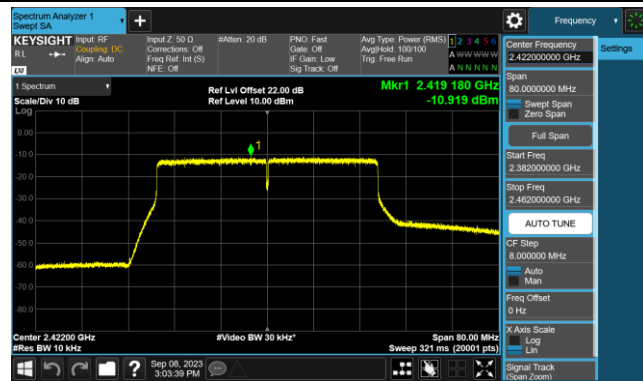 Spectrum Analyzer 1
Swept SA
+
Frequency
KEYSIGHT
RL
LXI
Input: RF
Coupling: DC
Align: Auto
Input Z: 50 Ω
Corrections: Off
Freq Ref: Int (S)
NFE: Off
#Atten: 20 dB
PNO: Fast
Gate: Off
IF Gain: Low
Sig Track: Off
Avg Type: Power (RMS)
Avg|Hold: 100/100
Trig: Free Run
1 2 3 4 5 6
A W W W W W
A N N N N N
1 Spectrum
Scale/Div 10 dB
Log
Ref Lvl Offset 22.00 dB
Ref Level 10.00 dBm
Mkr1 2.419 180 GHz
-10.919 dBm
1
0.00
-10.0
-20.0
-30.0
-40.0
-50.0
-60.0
-70.0
-80.0
Center 2.42200 GHz
#Res BW 10 kHz
#Video BW 30 kHz*
Span 80.00 MHz
Sweep 321 ms (20001 pts)
?
Sep 08, 2023
3:03:39 PM
Center Frequency
2.422000000 GHz
Settings
Span
80.0000000 MHz
Swept Span
Zero Span
Full Span
Start Freq
2.382000000 GHz
Stop Freq
2.462000000 GHz
AUTO TUNE
CF Step
8.000000 MHz
Auto
Man
Freq Offset
0 Hz
X Axis Scale
Log
Lin
Signal Track
(Span Zoom)